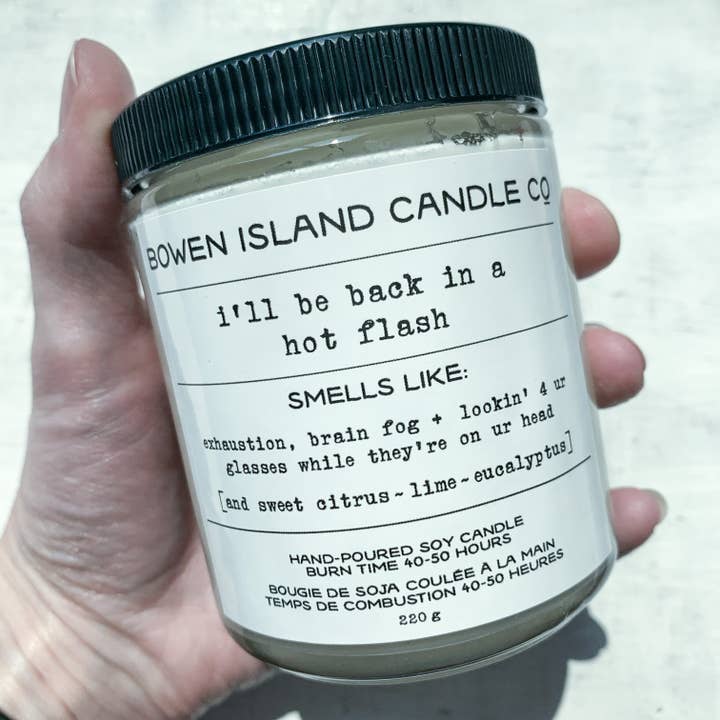 BOWEN ISLAND CANDLE CO
i'll be back in a
hot flash
SMELLS LIKE:
exhaustion, brain fog + lookin' 4 ur
glasses while they're on ur head
[and sweet citrus~lime~eucalyptus]
HAND-POURED SOY CANDLE
BURN TIME 40-50 HOURS
BOUGIE DE SOJA COULÉE A LA MAIN
TEMPS DE COMBUSTION 40-50 HEURES
220 g